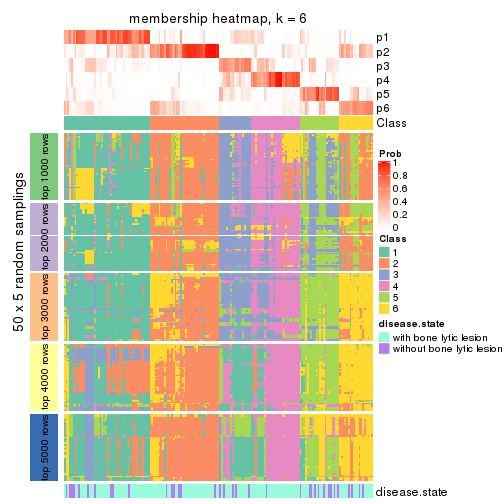 membership heatmap, k = 6
p1
p2
p3
p4
p5
p6
Class
50 x 5 random samplings
top 1000 rows
top 2000 rows
top 3000 rows
top 4000 rows
top 5000 rows
Prob
1
0.8
0.6
0.4
0.2
0
Class
1
2
3
4
5
6
disease.state
with bone lytic lesion
without bone lytic lesion
disease.state